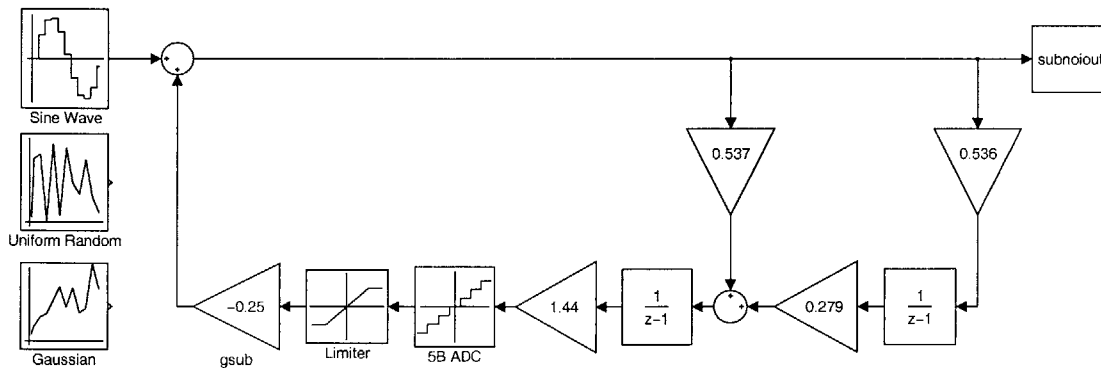 Sine Wave
+
+
subnoiout
0.537
0.536
Uniform Random
Gaussian
−0.25
gsub
Limiter
5B ADC
1.44
1
z−1
+
+
0.279
1
z−1